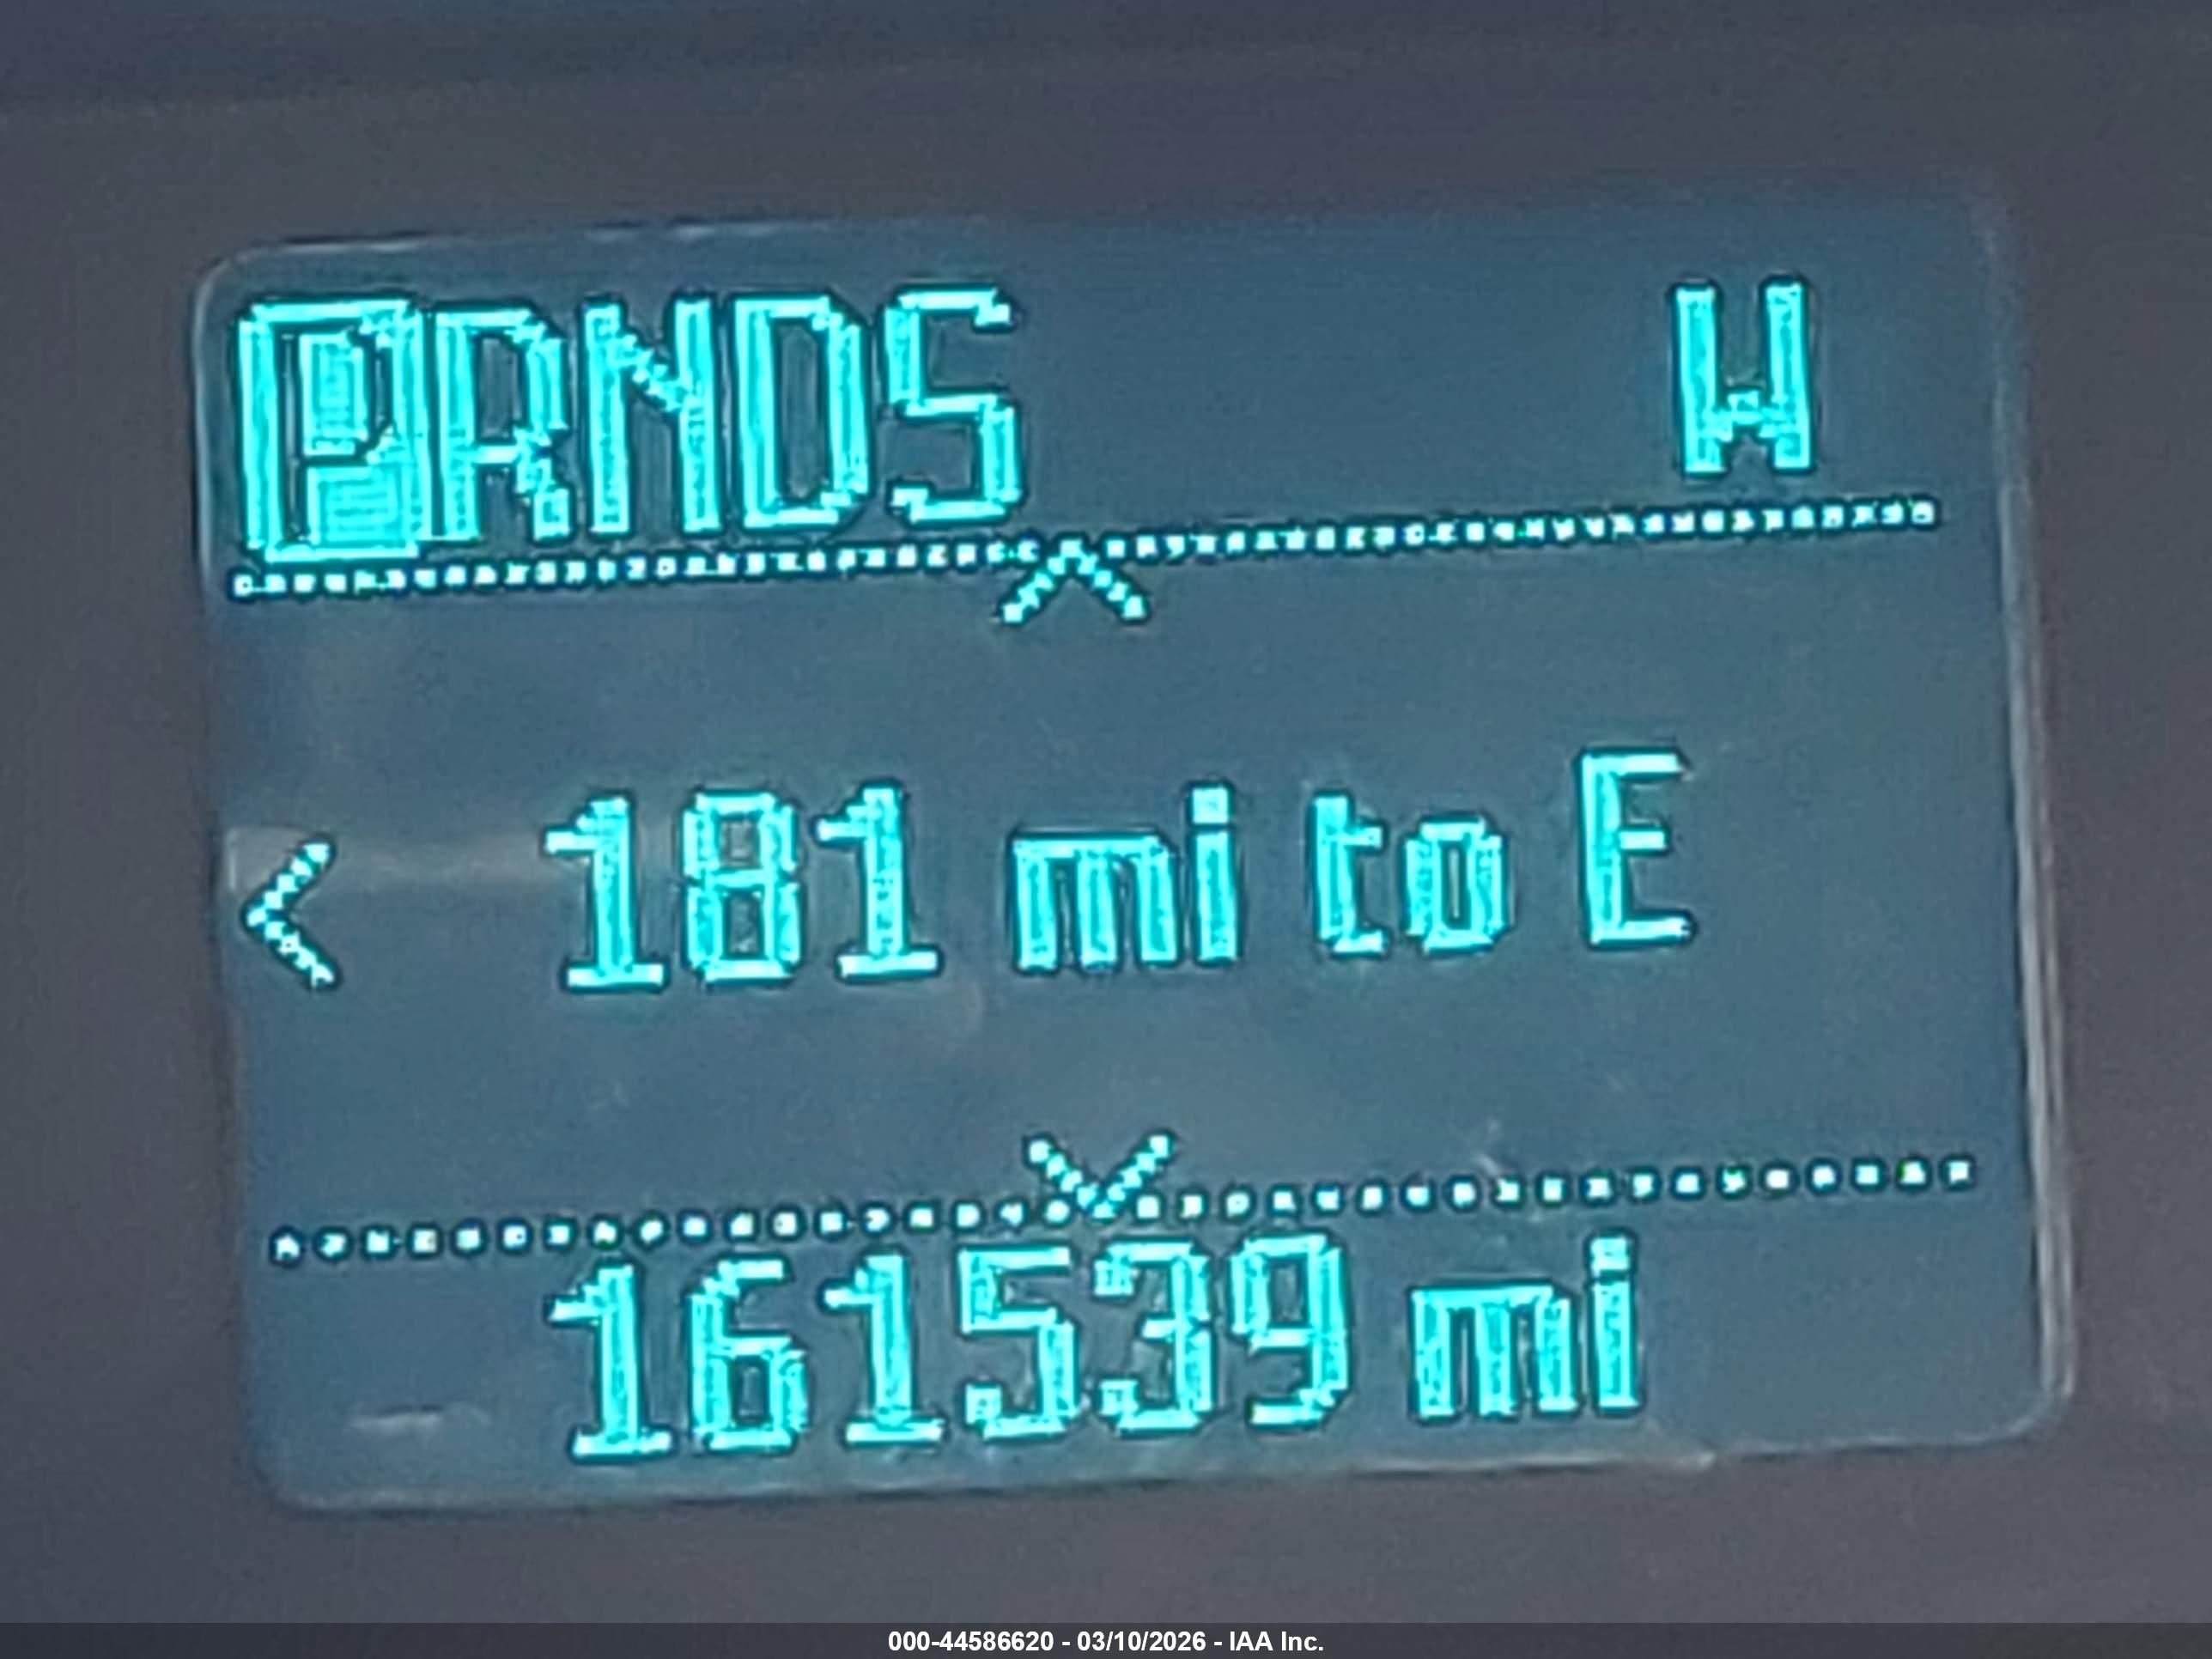 PRNDS W
< 181 mi to E
161539 mi
000-44586620 - 03/10/2026 - IAA Inc.